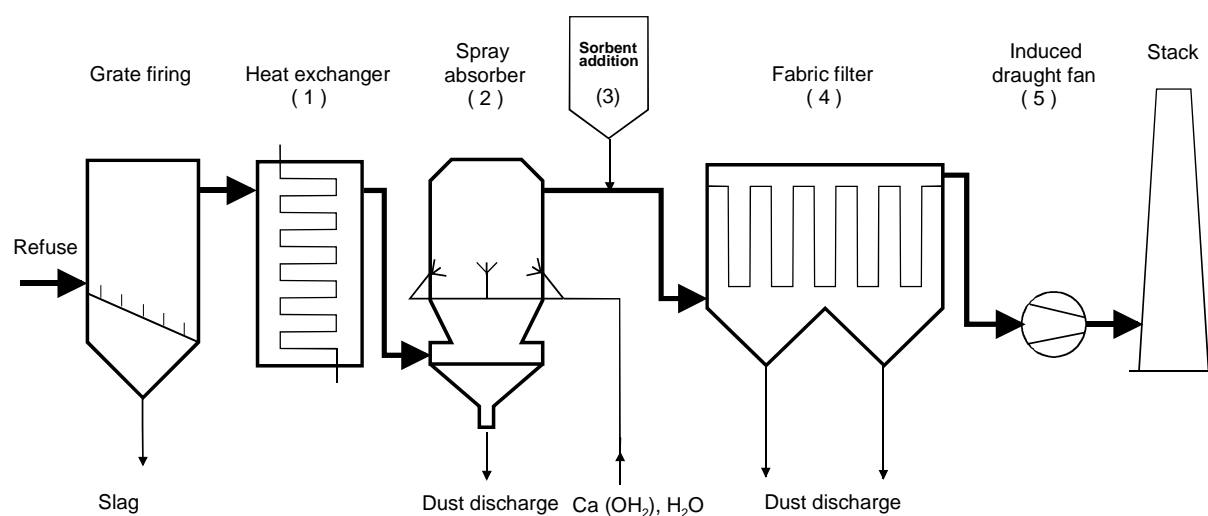 Grate firing
Heat exchanger
( 1 )
Spray
absorber
( 2 )
Sorbent
addition
(3)
Fabric filter
( 4 )
Induced
draught fan
( 5 )
Stack
Refuse
Slag
Dust discharge
Ca (OH₂), H₂O
Dust discharge